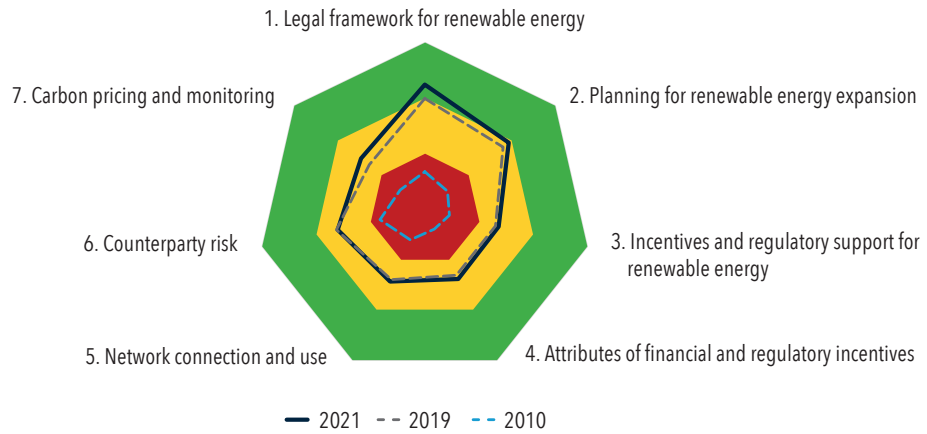 1. Legal framework for renewable energy
7. Carbon pricing and monitoring
2. Planning for renewable energy expansion
6. Counterparty risk
3. Incentives and regulatory support for
renewable energy
5. Network connection and use
4. Attributes of financial and regulatory incentives
2021 2019 2010